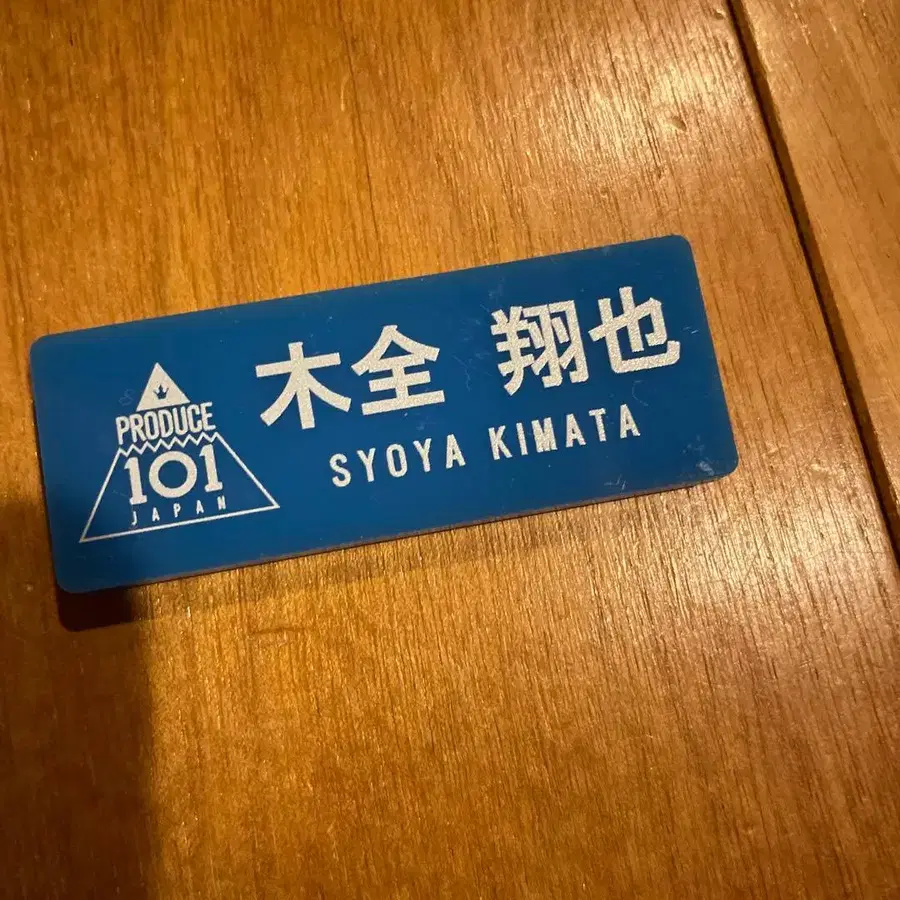 PRODUCE
101
JAPAN
木全 翔也
SYOYA KIMATA